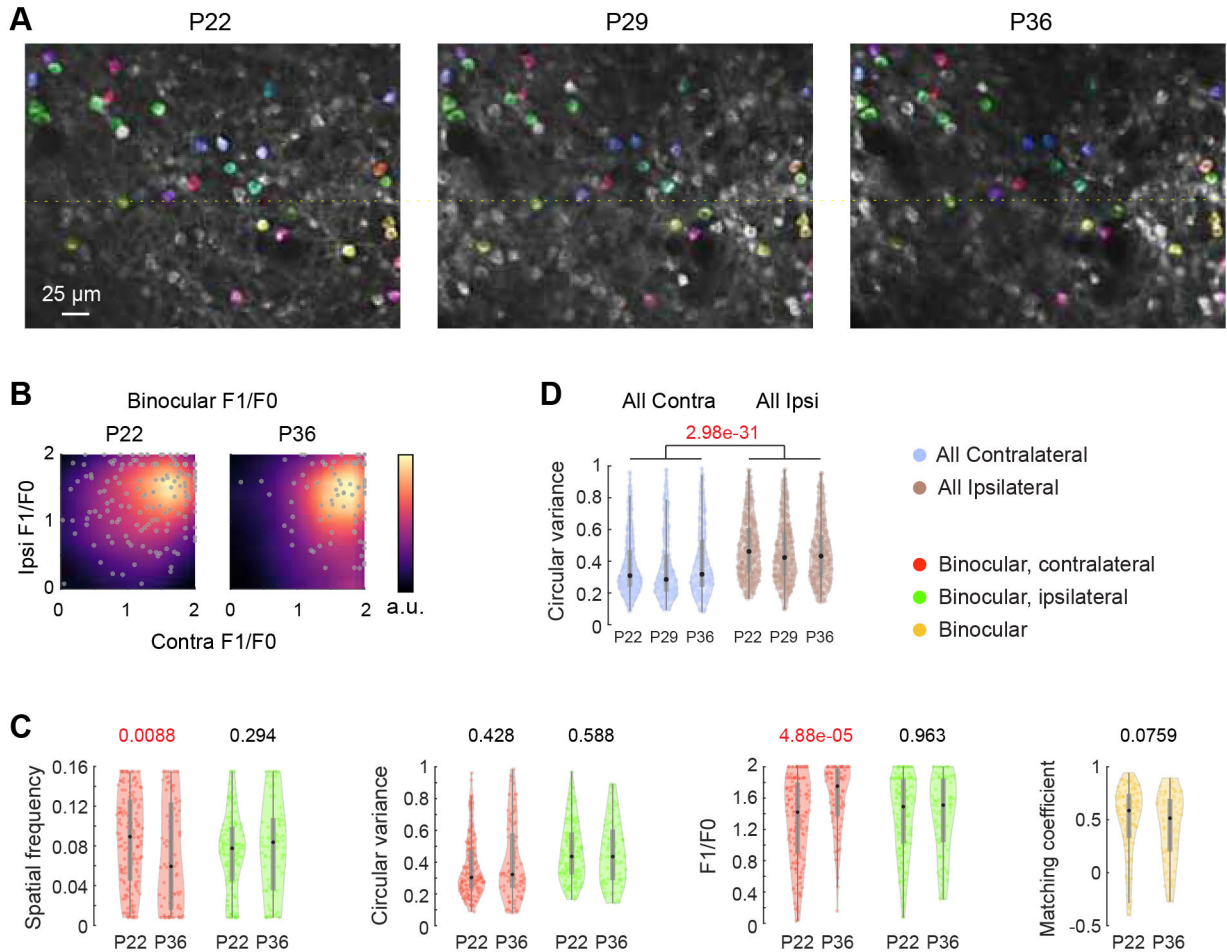 A
P22 P29 P36
25 µm
B
Binocular F1/F0
P22 P36
2
1
0
Ipsi F1/F0
0 1 2 0 1 2
a.u.
Contra F1/F0
D
All Contra All Ipsi
2.98e-31
1
0.8
0.6
0.4
0.2
0
Circular variance
P22 P29 P36 P22 P29 P36
All Contralateral
All Ipsilateral
Binocular, contralateral
Binocular, ipsilateral
Binocular
C
0.0088 0.294
0.16
0.12
0.08
0.04
0
Spatial frequency
P22 P36 P22 P36
0.428 0.588
1
0.8
0.6
0.4
0.2
0
Circular variance
P22 P36 P22 P36
4.88e-05 0.963
2
1.6
1.2
0.8
0.4
0
F1/F0
P22 P36 P22 P36
0.0759
1
0.5
0
-0.5
Matching coefficient
P22 P36